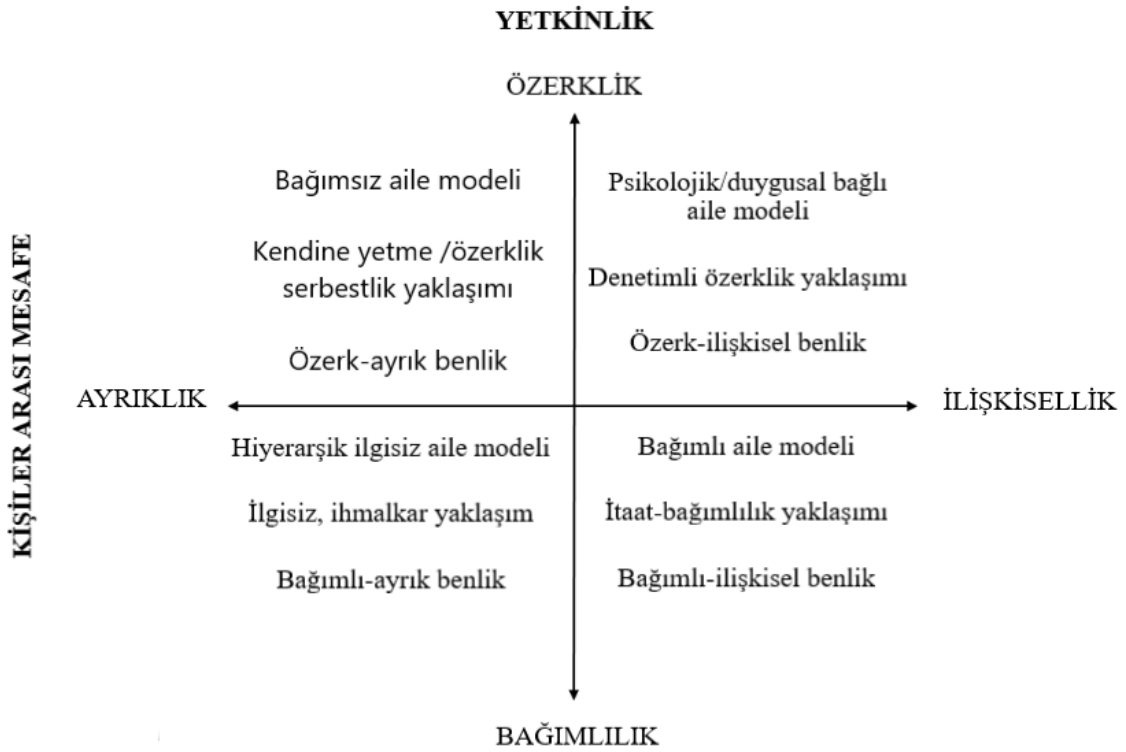 YETKİNLİK
ÖZERKLİK
Bağımsız aile modeli
Psikolojik/duygusal bağlı
aile modeli
Kendine yetme /özerklik
serbestlik yaklaşımı
Denetimli özerklik yaklaşımı
Özerk-ayrık benlik
Özerk-ilişkisel benlik
KİŞİLER ARASI MESAFE
AYRIKLIK
İLİŞKİSELLİK
Hiyerarşik ilgisiz aile modeli
Bağımlı aile modeli
İlgisiz, ihmalkar yaklaşım
İtaat-bağımlılık yaklaşımı
Bağımlı-ayrık benlik
Bağımlı-ilişkisel benlik
BAĞIMLILIK